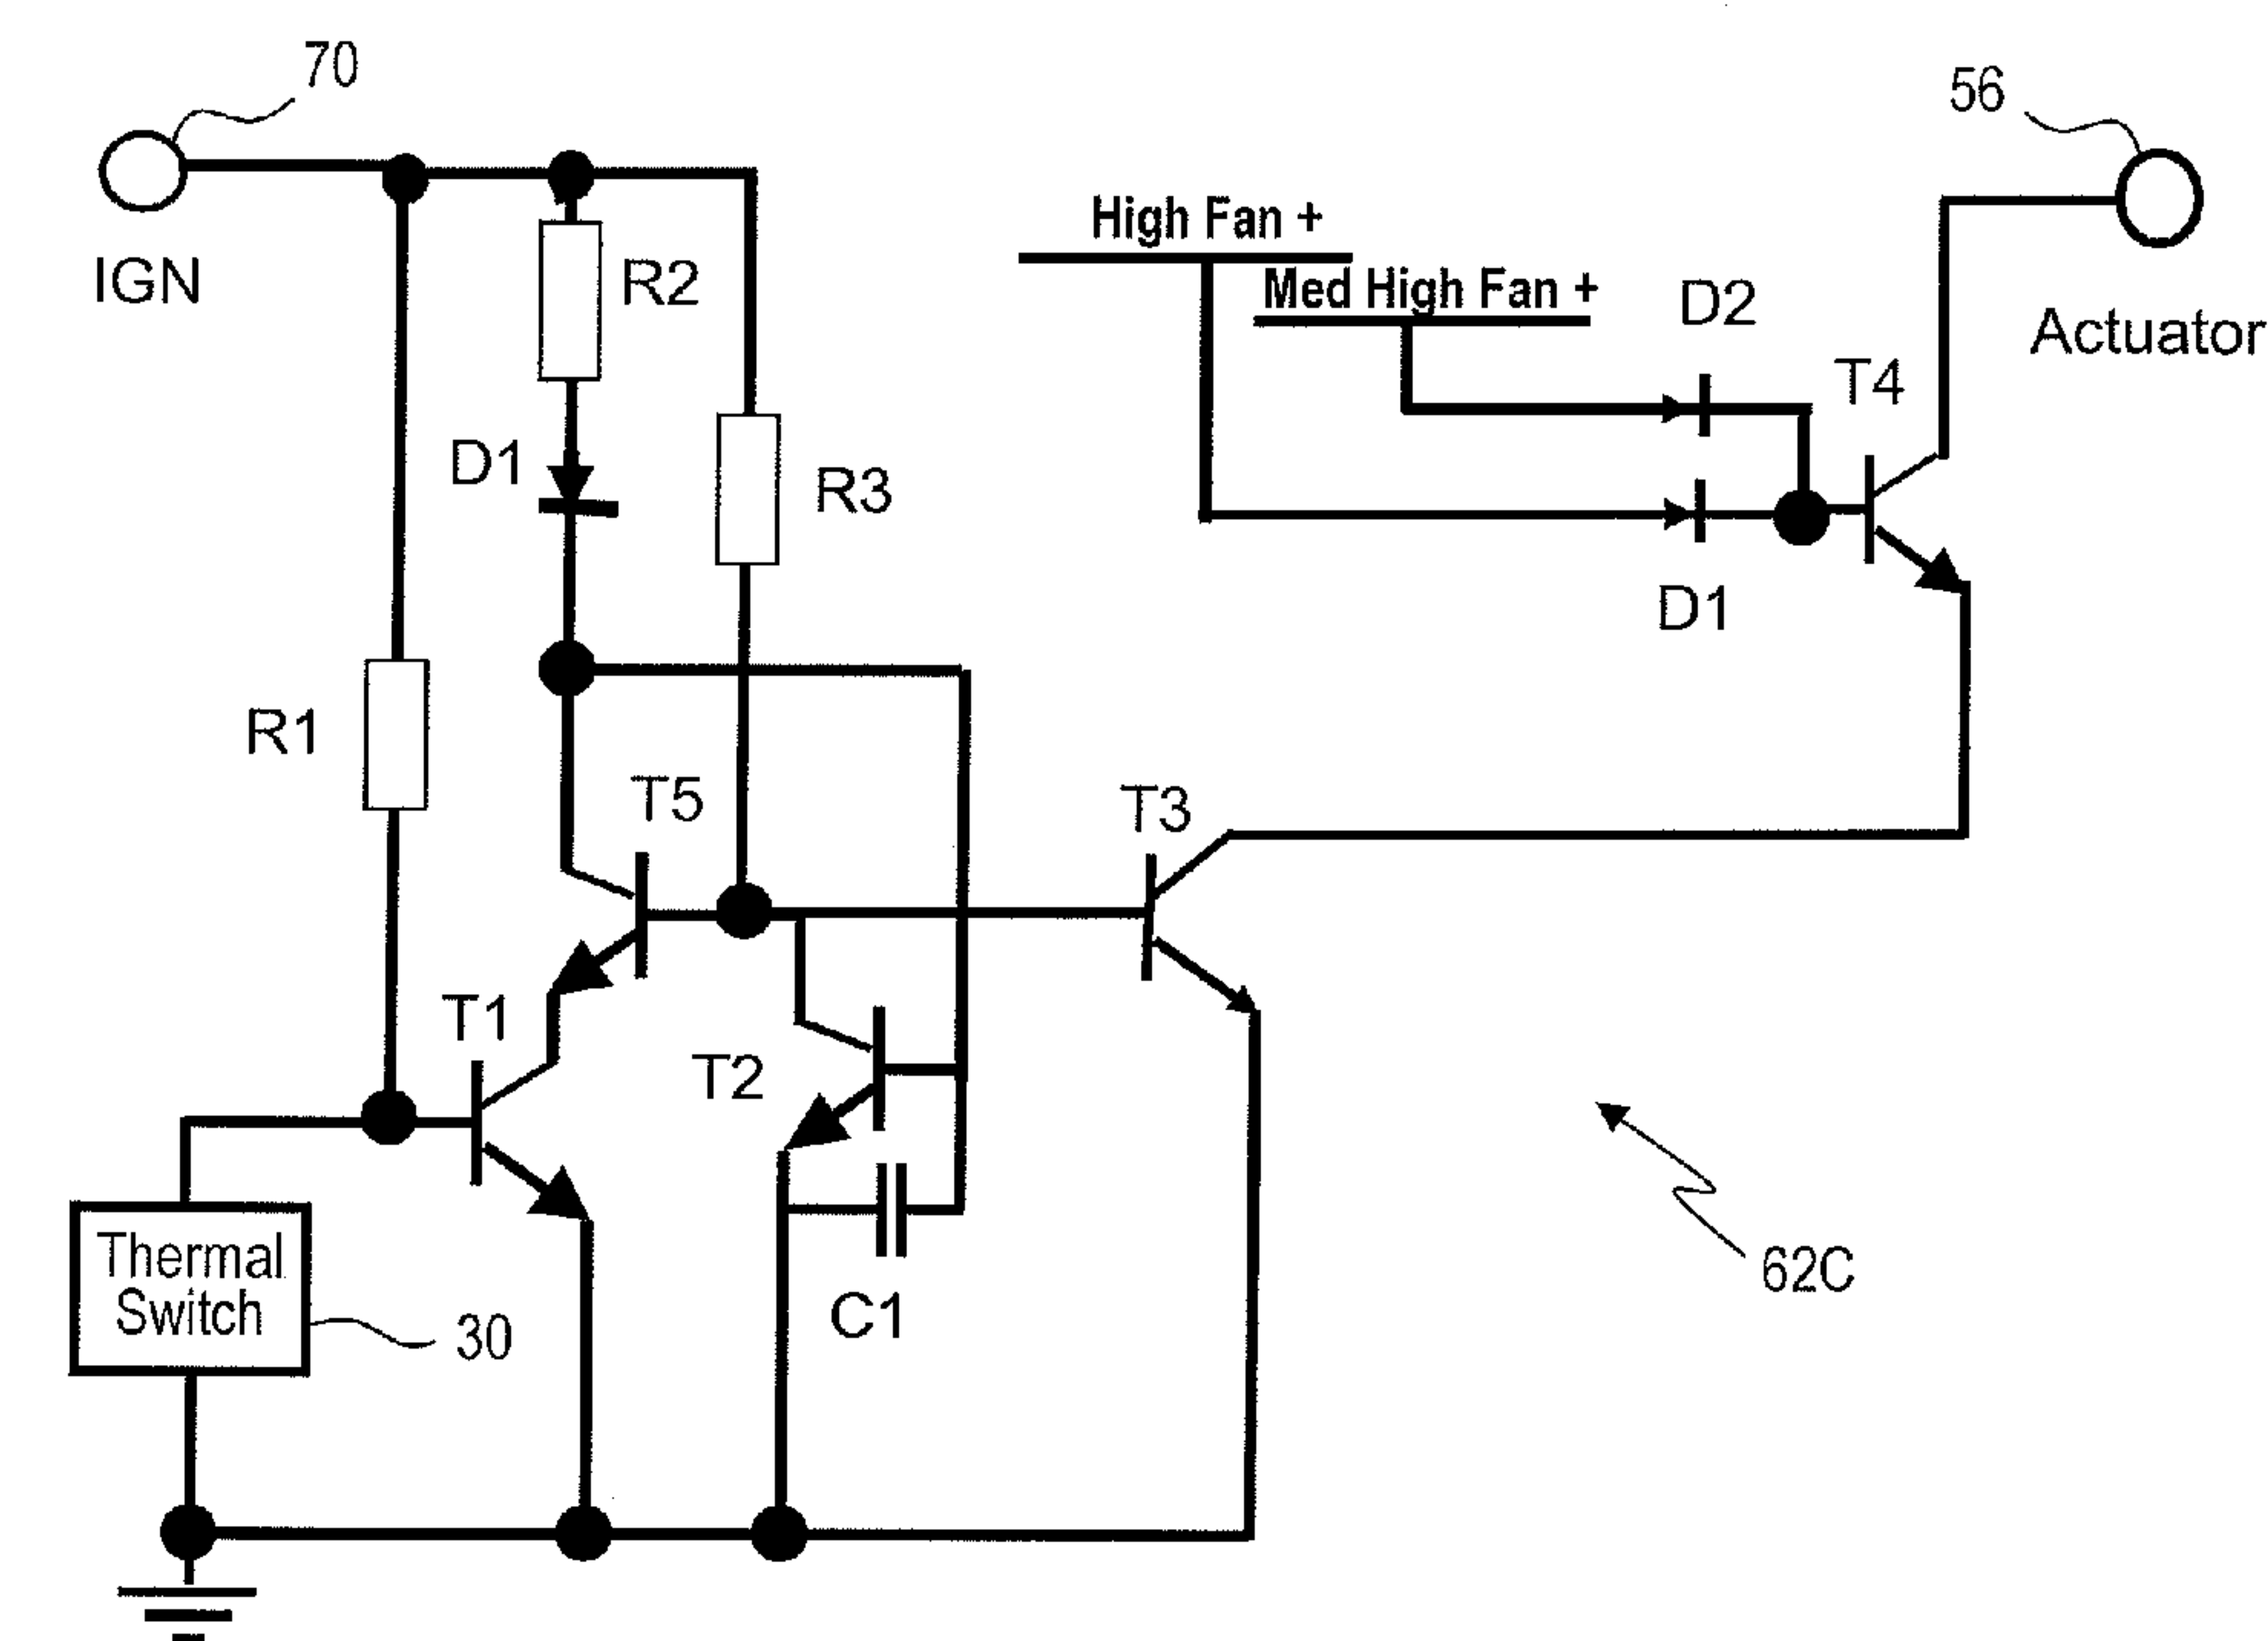 70
56
IGN
High Fan +
Med High Fan +
R2
D2
Actuator
T4
D1
R3
D1
R1
T5
T3
T1
T2
Thermal
Switch
30
C1
62C